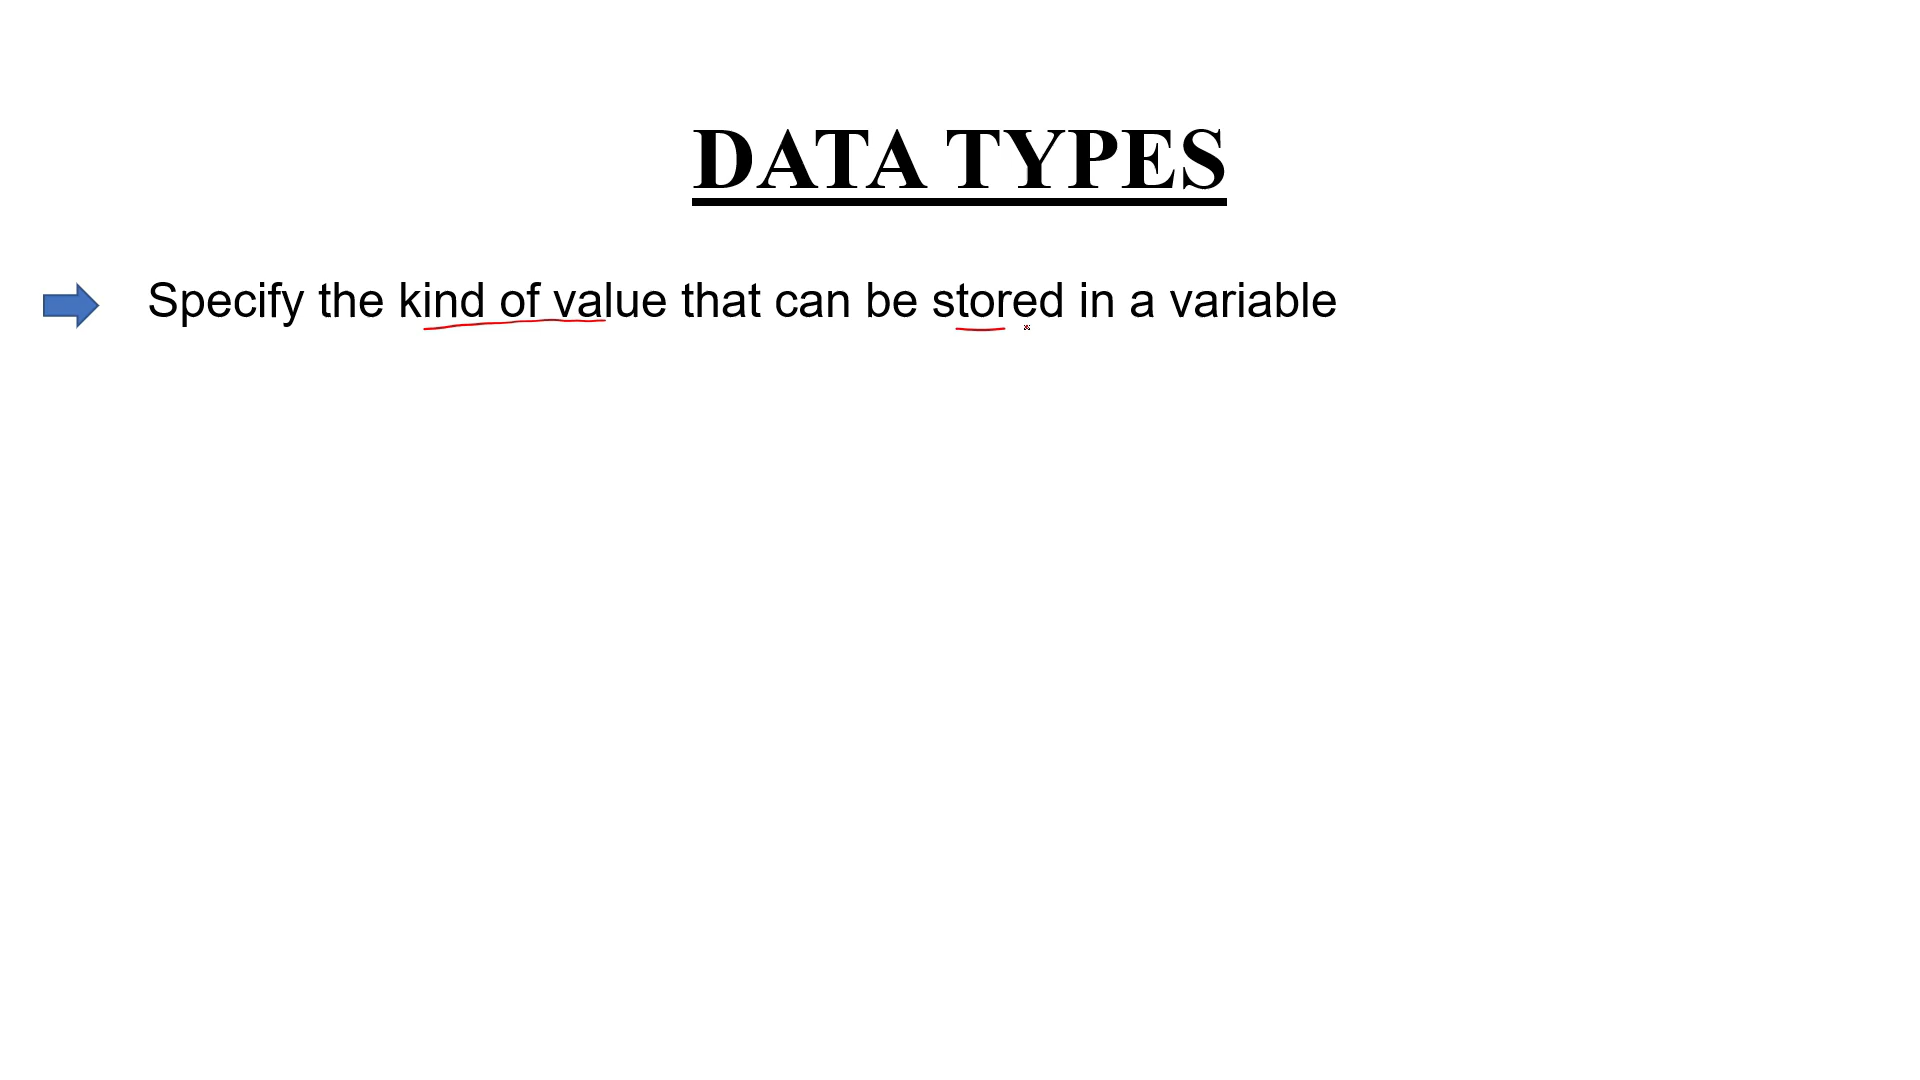 DATA TYPES
Specify the kind of value that can be stored in a variable